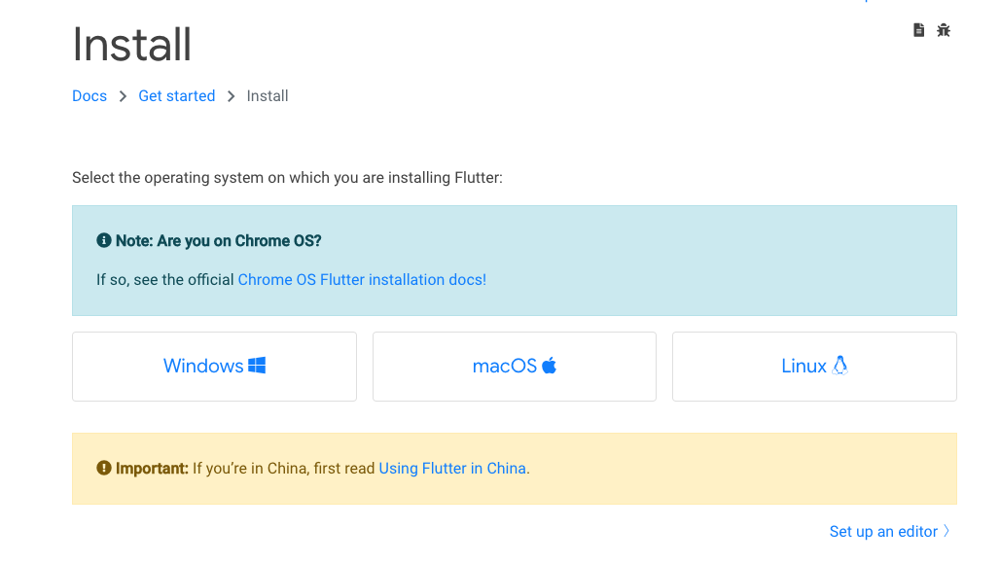 Install
Docs > Get started > Install
Select the operating system on which you are installing Flutter:
Note: Are you on Chrome OS?
If so, see the official Chrome OS Flutter installation docs!
Windows
macOS
Linux
Important: If you’re in China, first read Using Flutter in China.
Set up an editor 〉